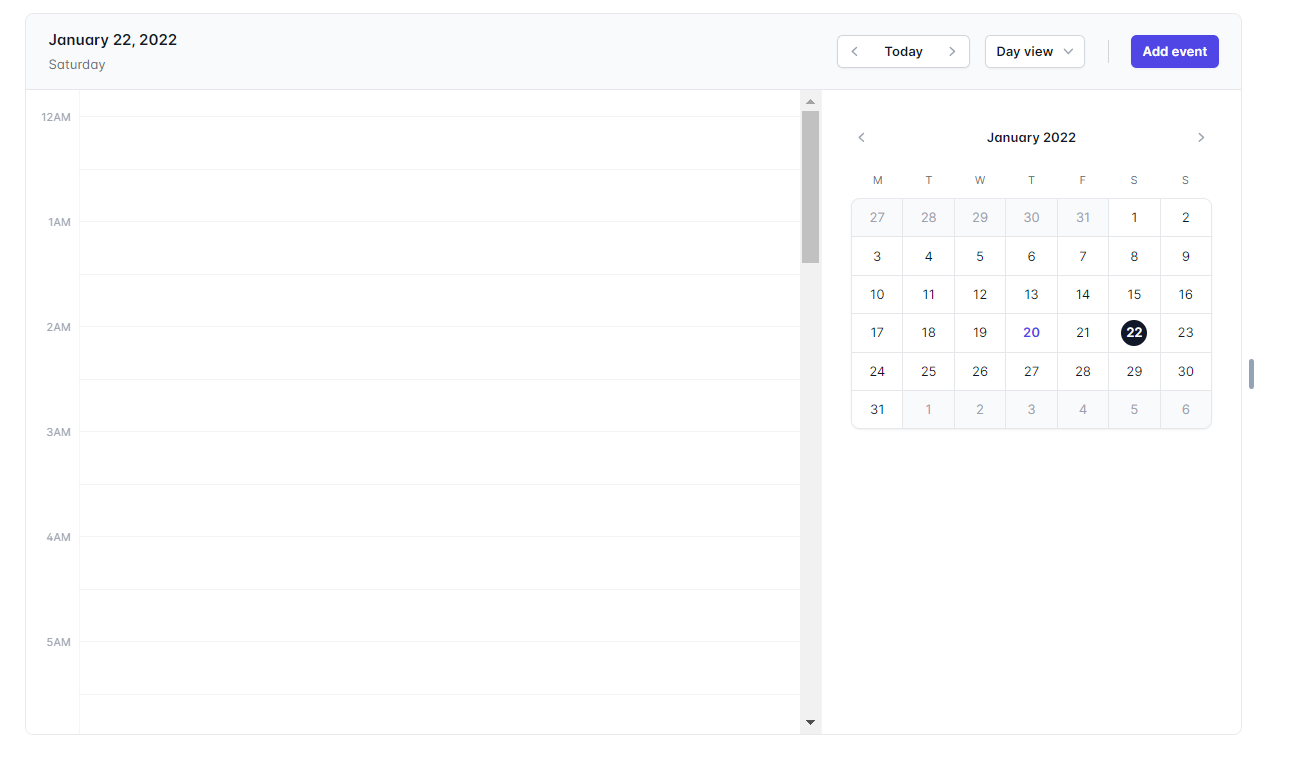 January 22, 2022
Saturday
Today
Day view
Add event
12AM
1AM
2AM
3AM
4AM
5AM
January 2022
M T W T F S S
27 28 29 30 31 1 2
3 4 5 6 7 8 9
10 11 12 13 14 15 16
17 18 19 20 21 22 23
24 25 26 27 28 29 30
31 1 2 3 4 5 6